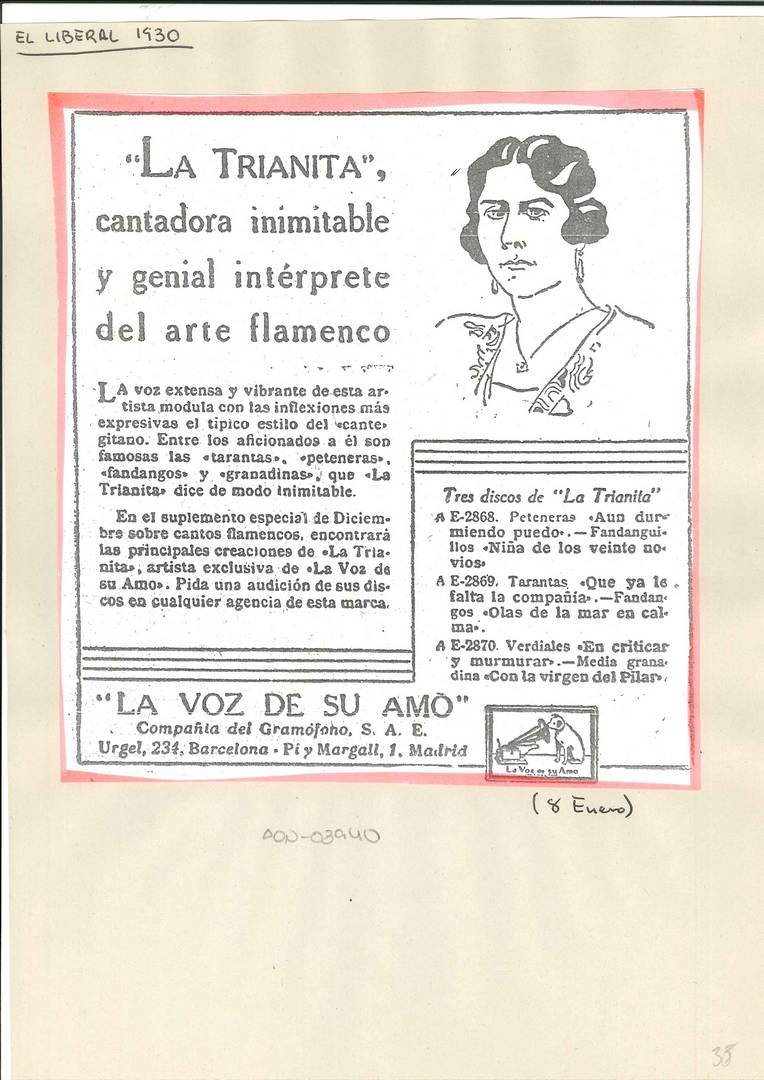 EL LIBERAL 1930
"LA TRIANITA",
cantadora inimitable
y genial intérprete
del arte flamenco
LA voz extensa y vibrante de esta ar-
tista modula con las inflexiones más
expresivas el típico estilo del «cante»
gitano. Entre los aficionados a él son
famosas las «tarantas», «peteneras»,
«fandangos» y «granadinas», que «La
Trianita» dice de modo inimitable.
En el suplemento especial de Diciem-
bre sobre cantos flamencos, encontrará
las principales creaciones de «La Tria-
nita», artista exclusiva de «La Voz de
su Amo». Pida una audición de sus dis-
cos en cualquier agencia de esta marca.
Tres discos de "La Trianita"
A E-2868. Peteneras «Aun dur-
miendo puedo».—Fandangui-
llos «Niña de los veinte no-
vios»
A E-2869. Tarantas «Que ya le
falta la compañía».—Fandan-
gos «Olas de la mar en cal-
ma».
A E-2870. Verdiales «En criticar
y murmurar».—Media grana-
dina «Con la virgen del Pilar».
"LA VOZ DE SU AMO"
Compañía del Gramófono, S. A. E.
Urgel, 234, Barcelona - Pi y Margall, 1. Madrid
La Voz de su Amo
(8 Enero)
AON-03940
38